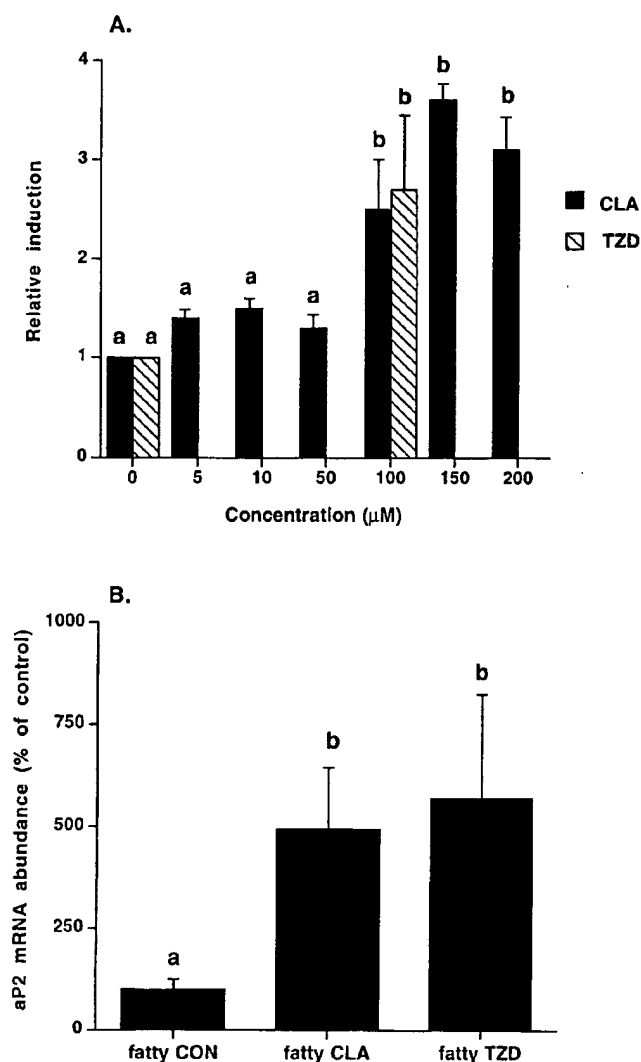 A.
4
b
b
b
b
3
CLA
TZD
Relative induction
2
a
a
a
a a
1
0
0 5 10 50 100 150 200
Concentration (µM)
B.
1000
b
b
750
aP2 mRNA abundance (% of control)
500
250
a
0
fatty CON fatty CLA fatty TZD